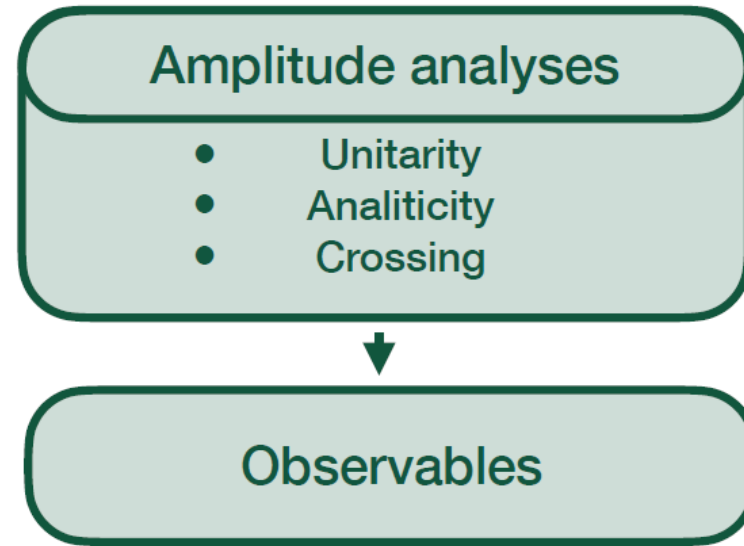 Amplitude analyses
• Unitarity
• Analiticity
• Crossing
Observables